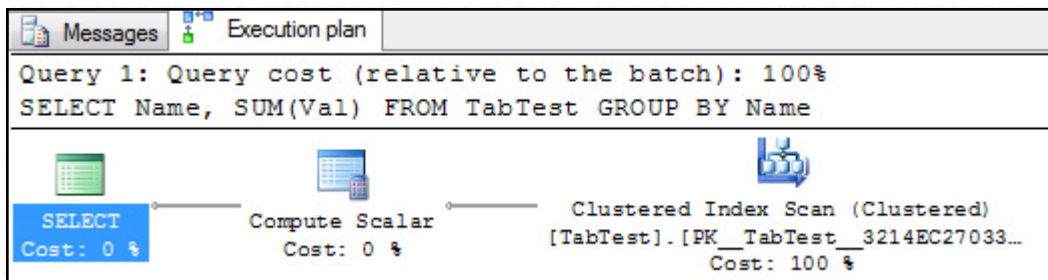 Messages
Execution plan
Query 1: Query cost (relative to the batch): 100%
SELECT Name, SUM(Val) FROM TabTest GROUP BY Name
SELECT
Cost: 0 %
Compute Scalar
Cost: 0 %
Clustered Index Scan (Clustered)
[TabTest].[PK__TabTest__3214EC27033…
Cost: 100 %